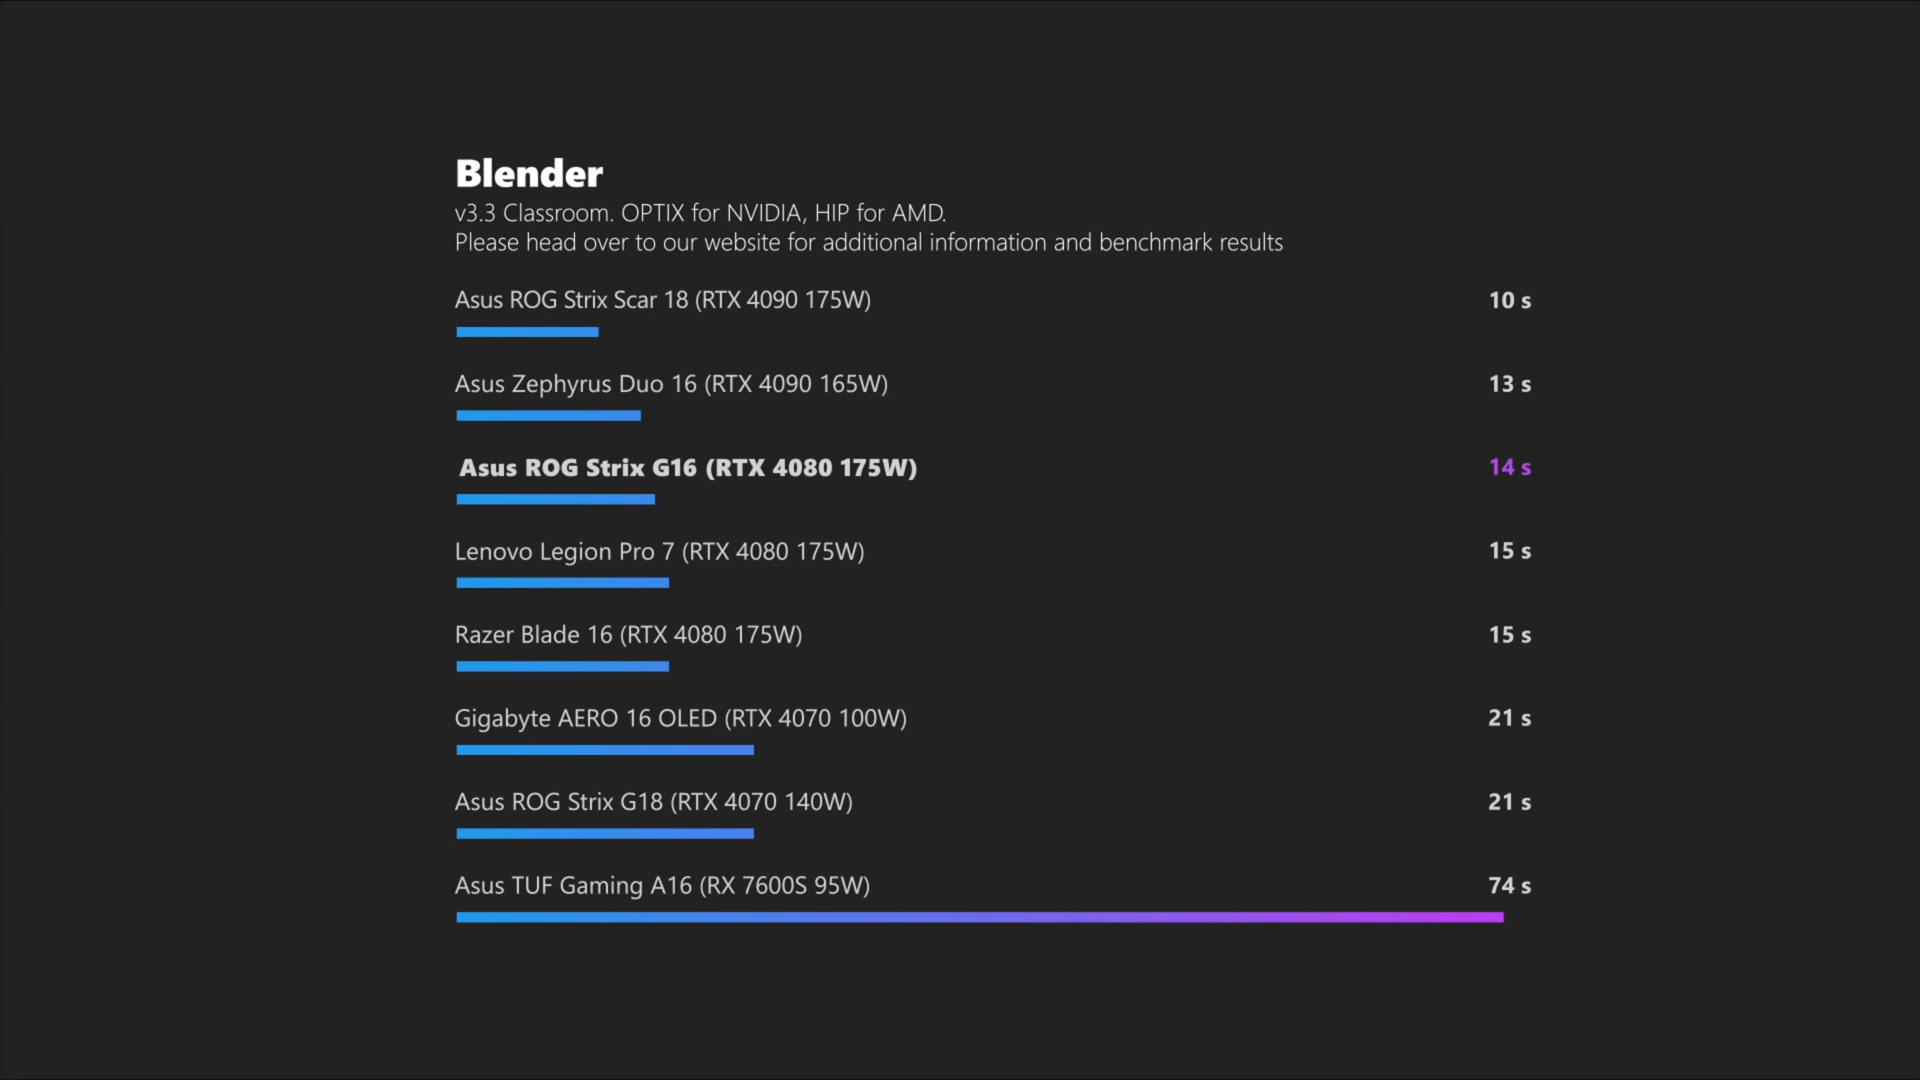 Blender
v3.3 Classroom. OPTIX for NVIDIA, HIP for AMD.
Please head over to our website for additional information and benchmark results
Asus ROG Strix Scar 18 (RTX 4090 175W) 10 s
Asus Zephyrus Duo 16 (RTX 4090 165W) 13 s
Asus ROG Strix G16 (RTX 4080 175W) 14 s
Lenovo Legion Pro 7 (RTX 4080 175W) 15 s
Razer Blade 16 (RTX 4080 175W) 15 s
Gigabyte AERO 16 OLED (RTX 4070 100W) 21 s
Asus ROG Strix G18 (RTX 4070 140W) 21 s
Asus TUF Gaming A16 (RX 7600S 95W) 74 s